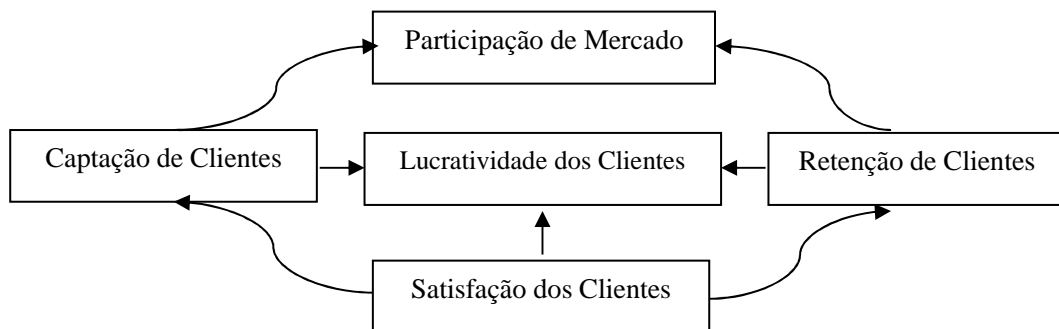 Participação de Mercado
Captação de Clientes
Lucratividade dos Clientes
Retenção de Clientes
Satisfação dos Clientes